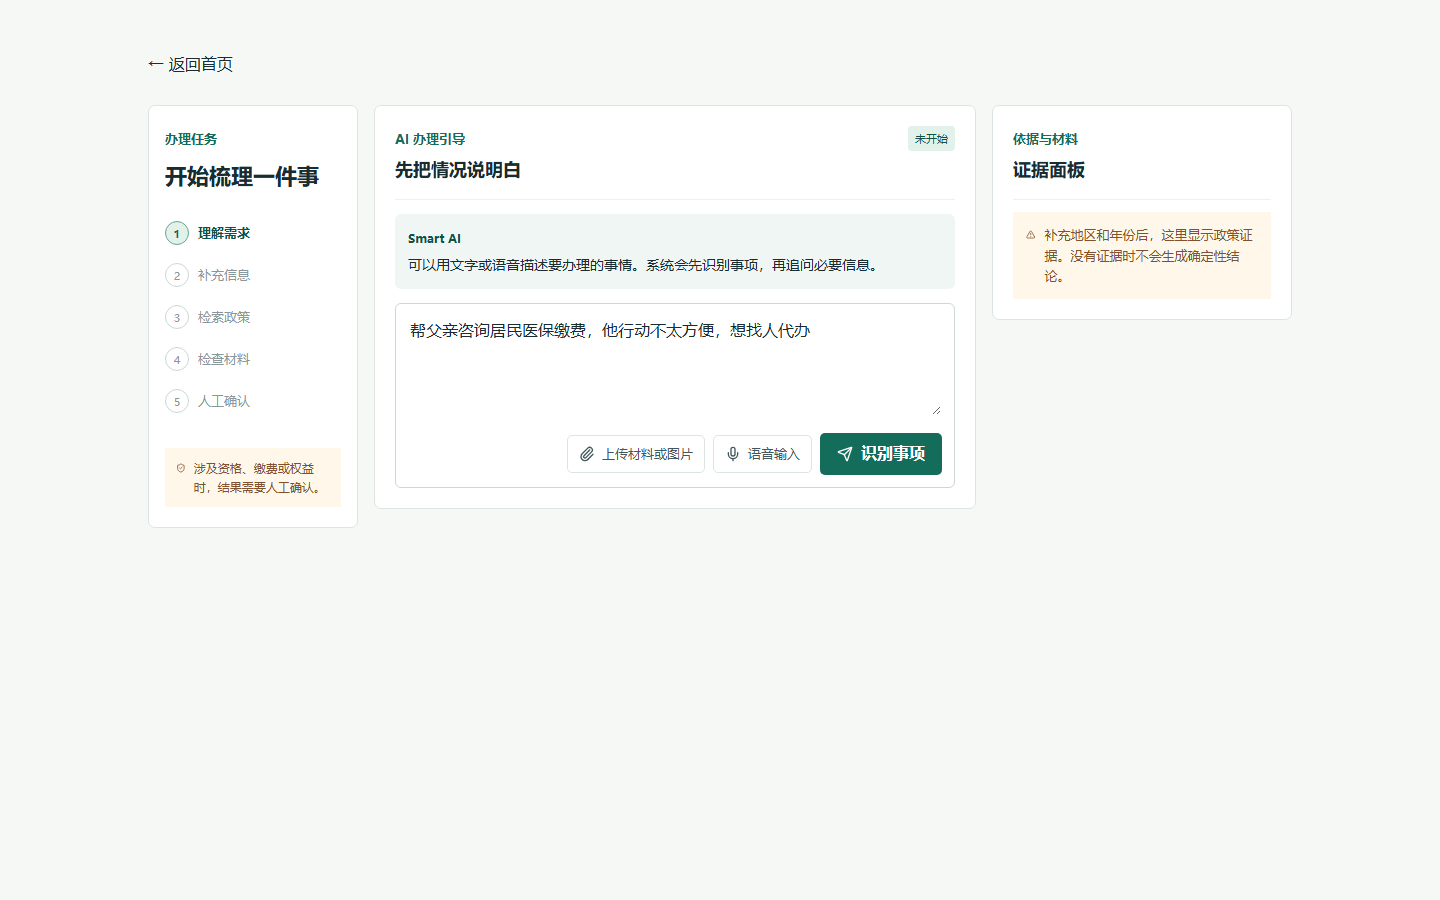 ← 返回首页
办理任务
开始梳理一件事
1 理解需求
2 补充信息
3 检索政策
4 检查材料
5 人工确认
涉及资格、缴费或权益
时，结果需要人工确认。
AI 办理引导
未开始
先把情况说明白
Smart AI
可以用文字或语音描述要办理的事情。系统会先识别事项，再追问必要信息。
帮父亲咨询居民医保缴费，他行动不太方便，想找人代办
上传材料或图片
语音输入
识别事项
依据与材料
证据面板
补充地区和年份后，这里显示政策证
据。没有证据时不会生成确定性结
论。